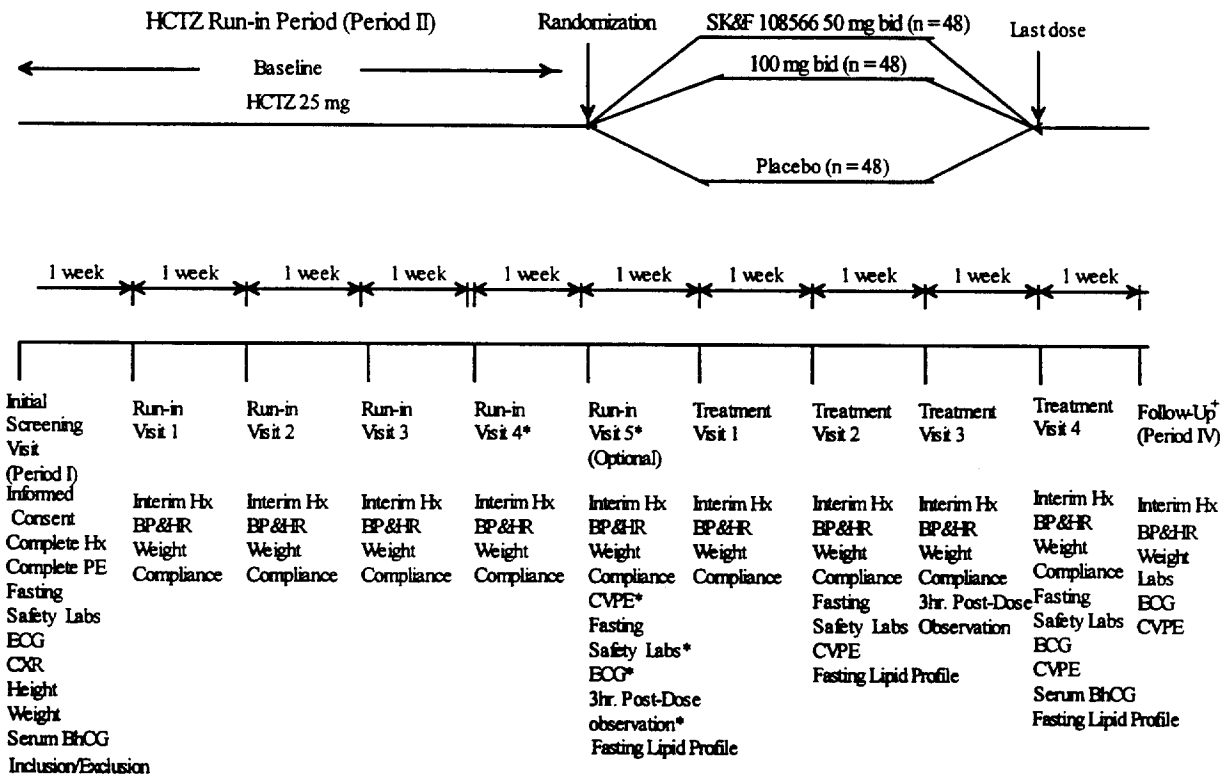 HCTZ Run-in Period (Period II)
Baseline
HCTZ 25 mg
Randomization
SK&F 108566 50 mg bid (n = 48)
100 mg bid (n = 48)
Placebo (n = 48)
Last dose
1 week
1 week
1 week
1 week
1 week
1 week
1 week
1 week
1 week
1 week
Initial
Screening
Visit
(Period I)
Informed
Consent
Complete Hx
Complete PE
Fasting
Safety Labs
ECG
CXR
Height
Weight
Serum BhCG
Inclusion/Exclusion
Run-in
Visit 1
Interim Hx
BP&HR
Weight
Compliance
Run-in
Visit 2
Interim Hx
BP&HR
Weight
Compliance
Run-in
Visit 3
Interim Hx
BP&HR
Weight
Compliance
Run-in
Visit 4*
Interim Hx
BP&HR
Weight
Compliance
Run-in
Visit 5*
(Optional)
Interim Hx
BP&HR
Weight
Compliance
CVPE*
Fasting
Safety Labs*
ECG*
3hr. Post-Dose
observation*
Fasting Lipid Profile
Treatment
Visit 1
Interim Hx
BP&HR
Weight
Compliance
Treatment
Visit 2
Interim Hx
BP&HR
Weight
Compliance
Fasting
Safety Labs
CVPE
Fasting Lipid Profile
Treatment
Visit 3
Interim Hx
BP&HR
Weight
Compliance
3hr. Post-Dose
Observation
Treatment
Visit 4
Interim Hx
BP&HR
Weight
Compliance
Fasting
Safety Labs
ECG
CVPE
Serum BhCG
Fasting Lipid Profile
Follow-Up+
(Period IV)
Interim Hx
BP&HR
Weight
Labs
ECG
CVPE